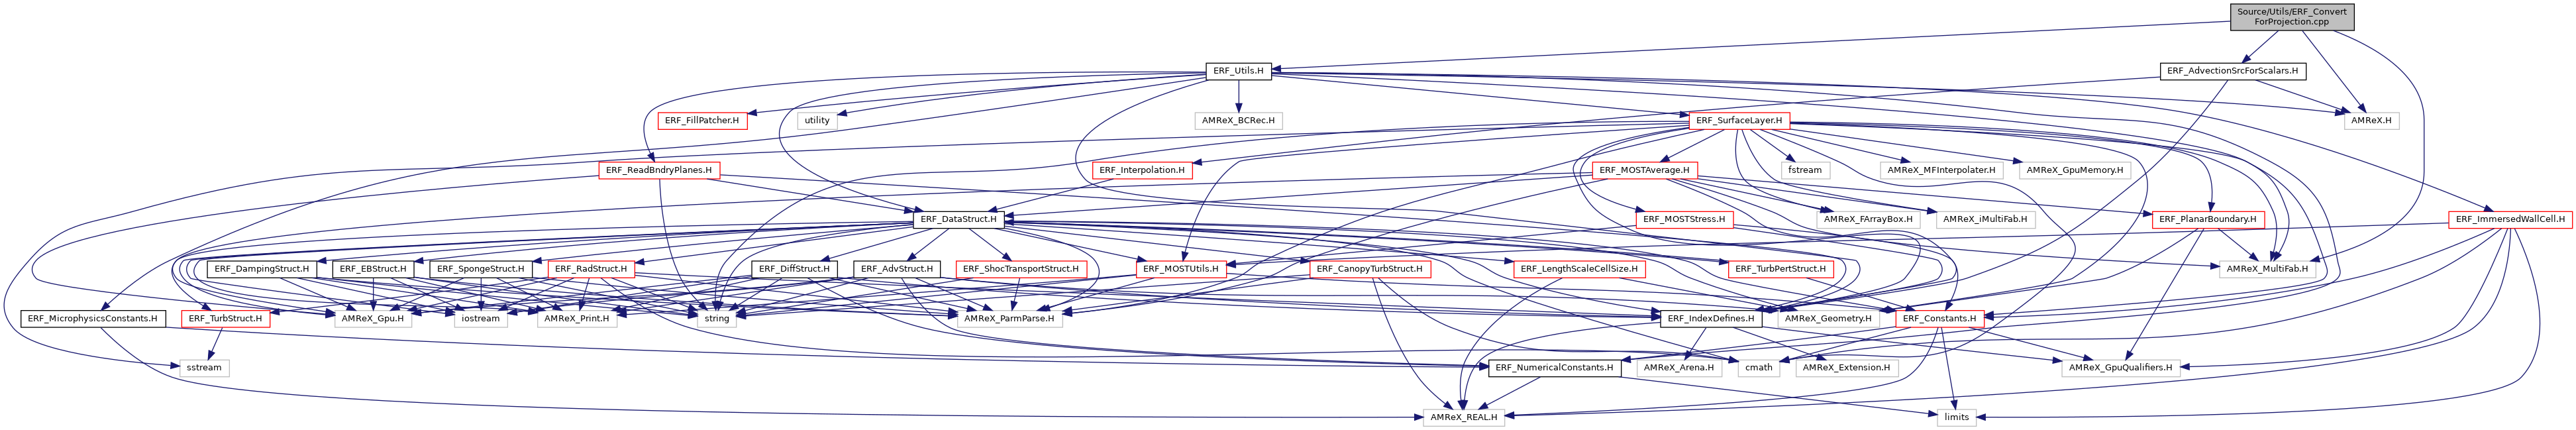 Source/Utils/ERF_Convert
ForProjection.cpp
ERF_Utils.H
ERF_AdvectionSrcForScalars.H
ERF_FillPatcher.H
utility
AMReX_BCRec.H
ERF_SurfaceLayer.H
AMReX.H
ERF_ReadBndryPlanes.H
ERF_Interpolation.H
ERF_MOSTAverage.H
fstream
AMReX_MFInterpolater.H
AMReX_GpuMemory.H
ERF_DataStruct.H
ERF_MOSTStress.H
AMReX_FArrayBox.H
AMReX_iMultiFab.H
ERF_PlanarBoundary.H
ERF_ImmersedWallCell.H
ERF_DampingStruct.H
ERF_EBStruct.H
ERF_SpongeStruct.H
ERF_RadStruct.H
ERF_DiffStruct.H
ERF_AdvStruct.H
ERF_ShocTransportStruct.H
ERF_MOSTUtils.H
ERF_CanopyTurbStruct.H
ERF_LengthScaleCellSize.H
ERF_TurbPertStruct.H
AMReX_MultiFab.H
ERF_MicrophysicsConstants.H
ERF_TurbStruct.H
AMReX_Gpu.H
iostream
AMReX_Print.H
string
AMReX_ParmParse.H
ERF_IndexDefines.H
AMReX_Geometry.H
ERF_Constants.H
sstream
ERF_NumericalConstants.H
AMReX_Arena.H
cmath
AMReX_Extension.H
AMReX_GpuQualifiers.H
AMReX_REAL.H
limits